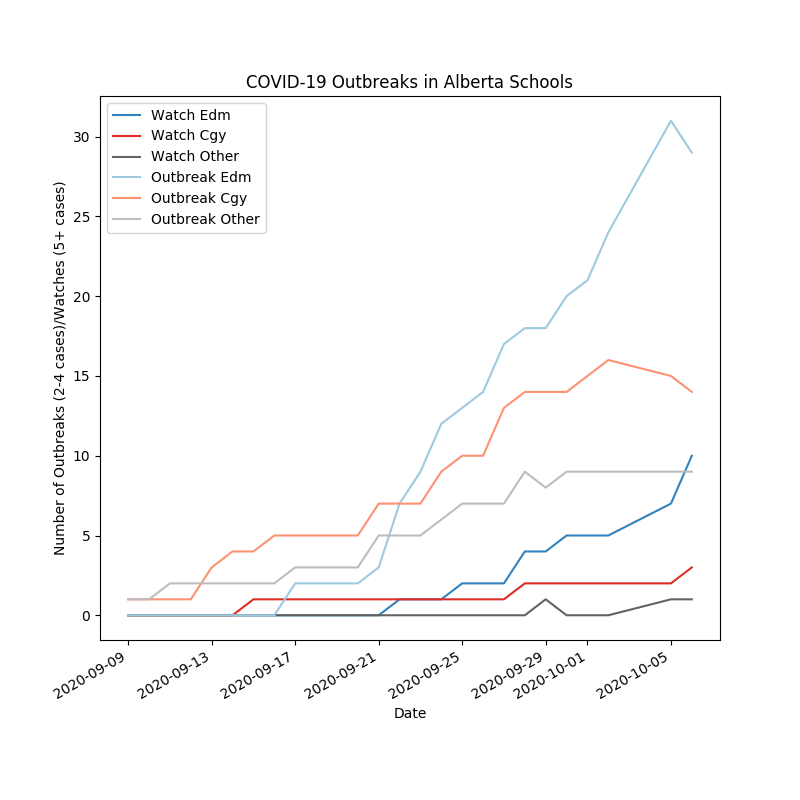 COVID-19 Outbreaks in Alberta Schools
Watch Edm
Watch Cgy
Watch Other
Outbreak Edm
Outbreak Cgy
Outbreak Other
Number of Outbreaks (2-4 cases)/Watches (5+ cases)
30
25
20
15
10
5
0
2020-09-09
2020-09-13
2020-09-17
2020-09-21
2020-09-25
2020-09-29
2020-10-01
2020-10-05
Date